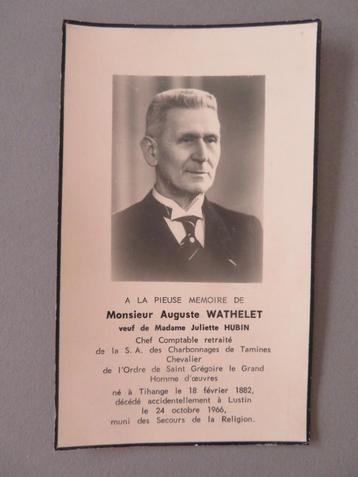 A LA PIEUSE MEMOIRE DE
Monsieur Auguste WATHELET
veuf de Madame Juliette HUBIN
Chef Comptable retraité
de la S. A. des Charbonnages de Tamines
Chevalier
de l'Ordre de Saint Grégoire le Grand
Homme d'œuvres
né à Tihange le 18 février 1882,
décédé accidentellement à Lustin
le 24 octobre 1966,
muni des Secours de la Religion.